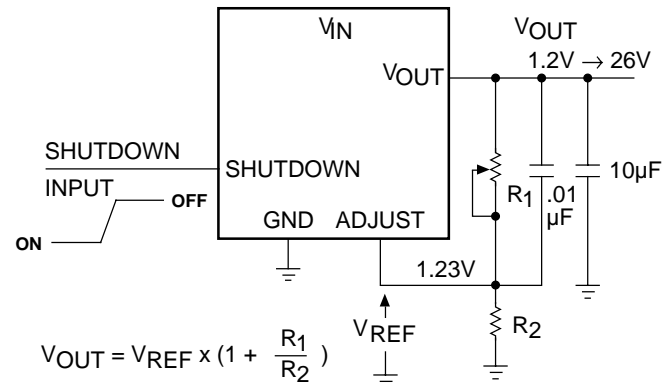 VIN
VOUT
1.2V → 26V
VOUT
SHUTDOWN
INPUT
SHUTDOWN
OFF
ON
GND
ADJUST
R1
.01
µF
10µF
1.23V
VREF
R2
VOUT = VREF x (1 + R1/R2 )